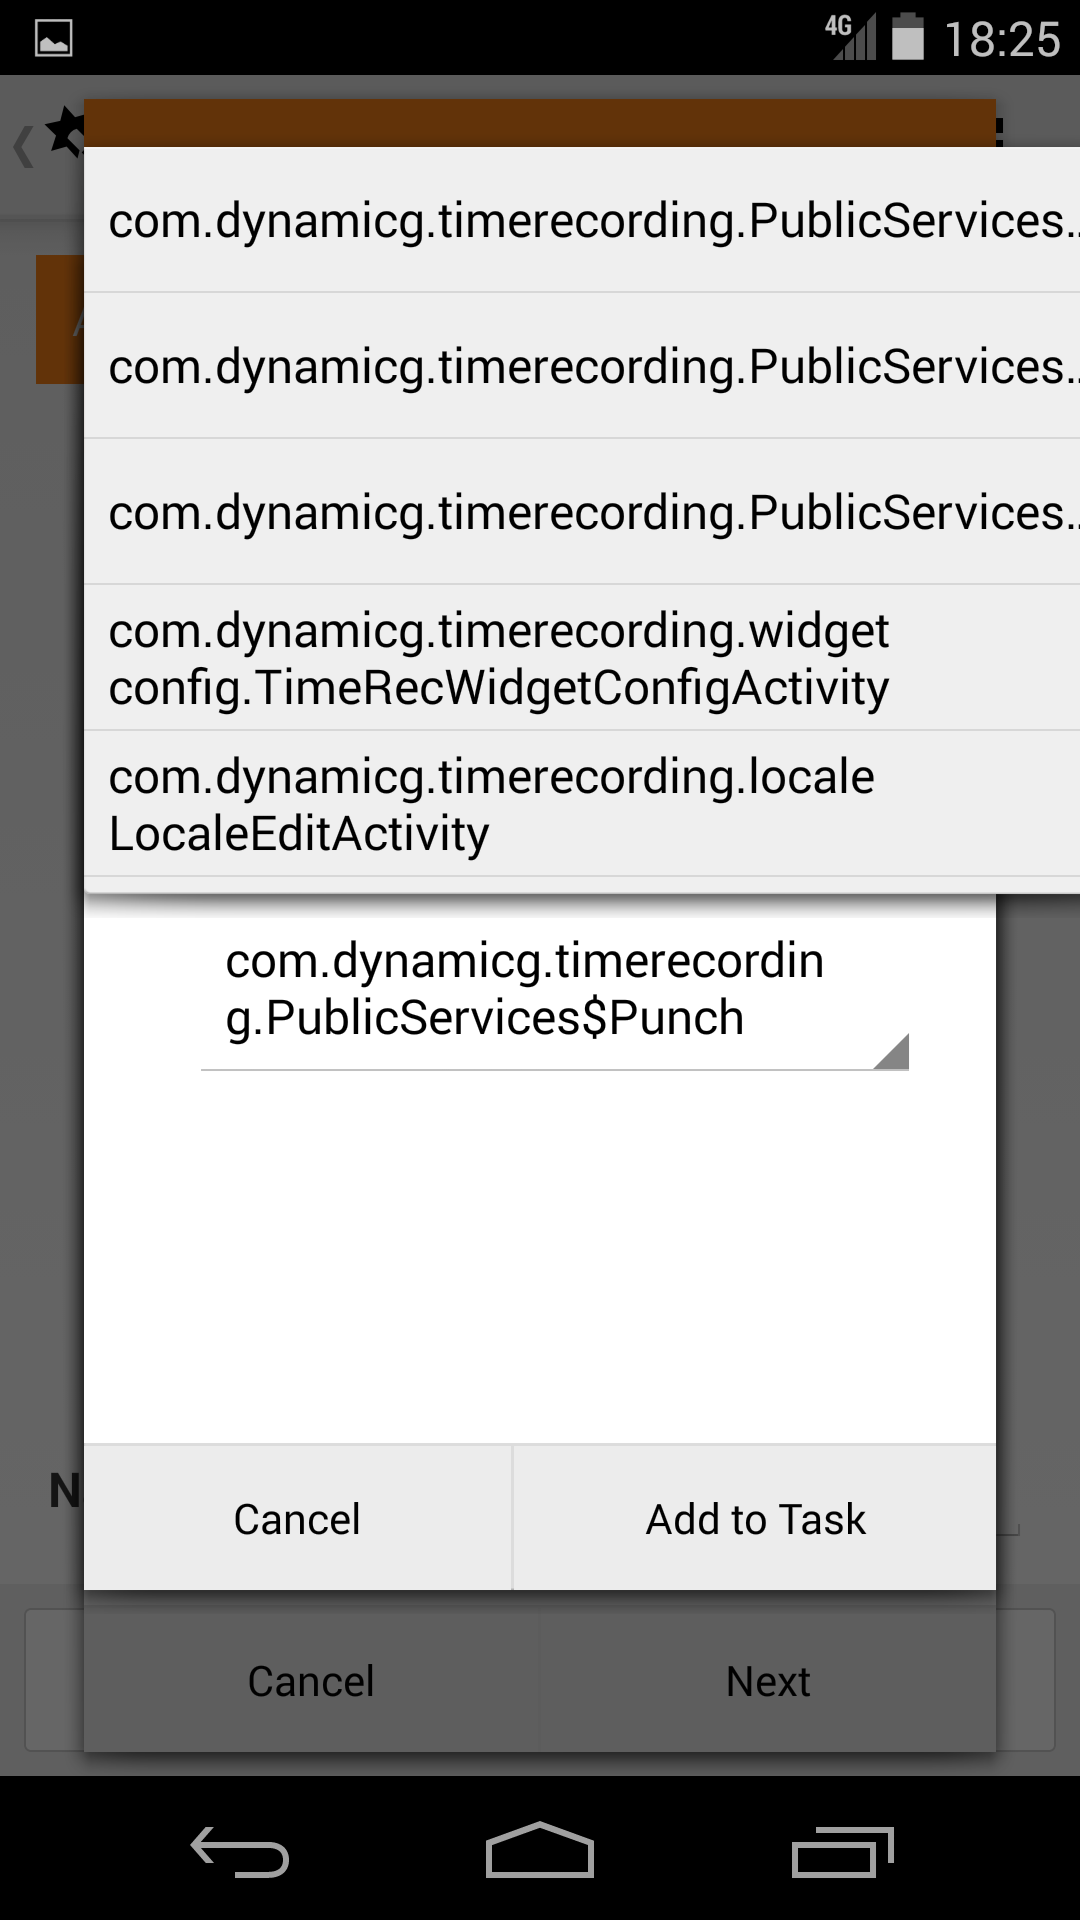 4G 18:25
com.dynamicg.timerecording.PublicServices…
com.dynamicg.timerecording.PublicServices…
com.dynamicg.timerecording.PublicServices…
com.dynamicg.timerecording.widget
config.TimeRecWidgetConfigActivity
com.dynamicg.timerecording.locale
LocaleEditActivity
com.dynamicg.timerecordin
g.PublicServices$Punch
N
Cancel Add to Task
Cancel Next